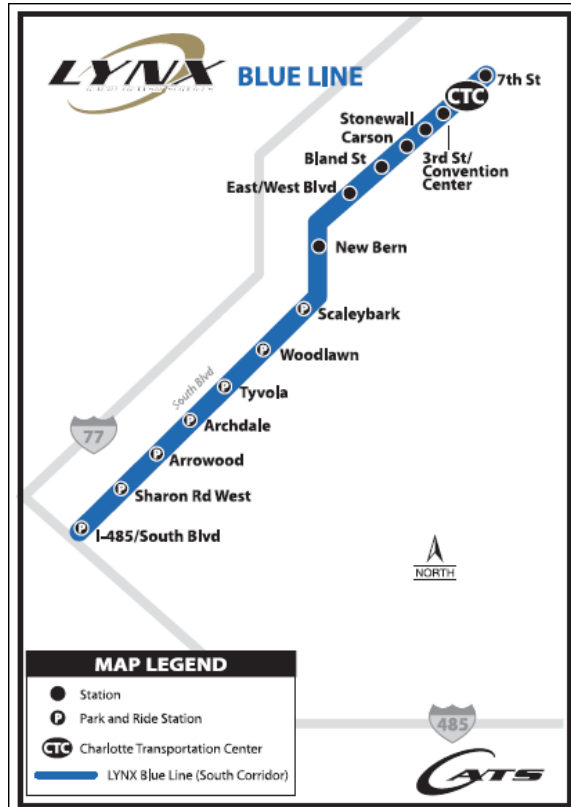 LYNX
BLUE LINE
7th St
CTC
Stonewall
Carson
3rd St/
Convention
Center
Bland St
East/West Blvd
New Bern
Scaleybark
Woodlawn
South Blvd
Tyvola
77
Archdale
Arrowood
Sharon Rd West
I-485/South Blvd
NORTH
MAP LEGEND
Station
P Park and Ride Station
CTC Charlotte Transportation Center
LYNX Blue Line (South Corridor)
485
CATS